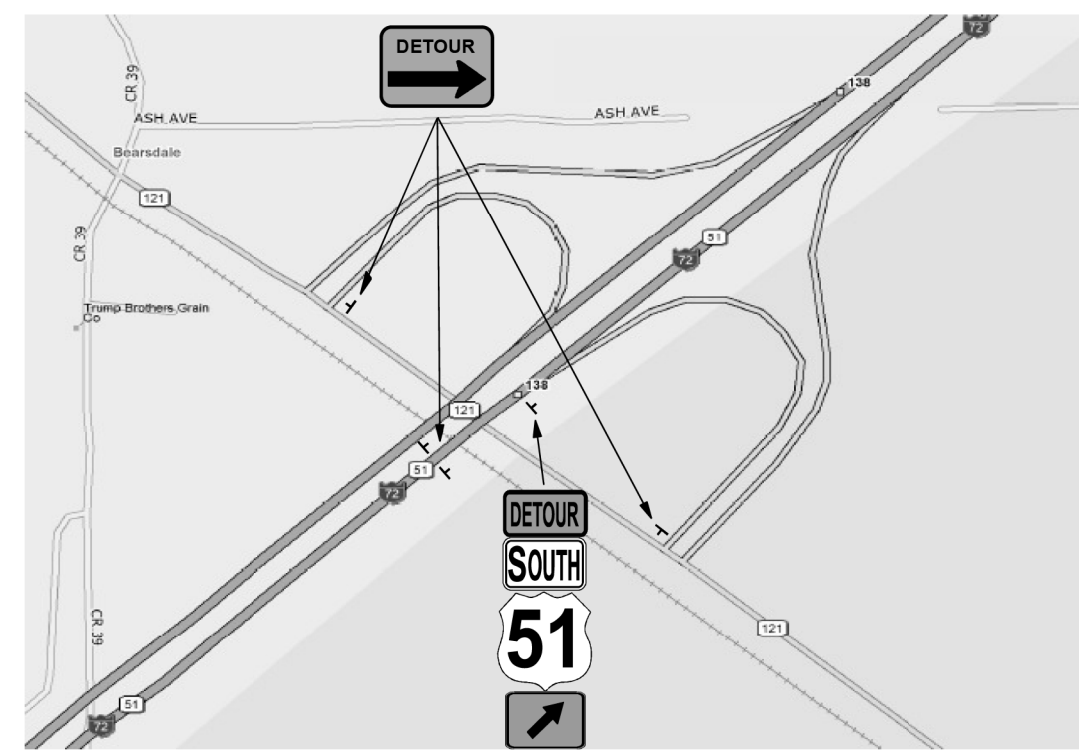 72
DETOUR
138
CR 39
ASH AVE
ASH AVE
Bearsdale
121
CR 39
51
72
Trump Brothers Grain
Co
138
121
51
72
DETOUR
SOUTH
51
CR 39
121
51
72